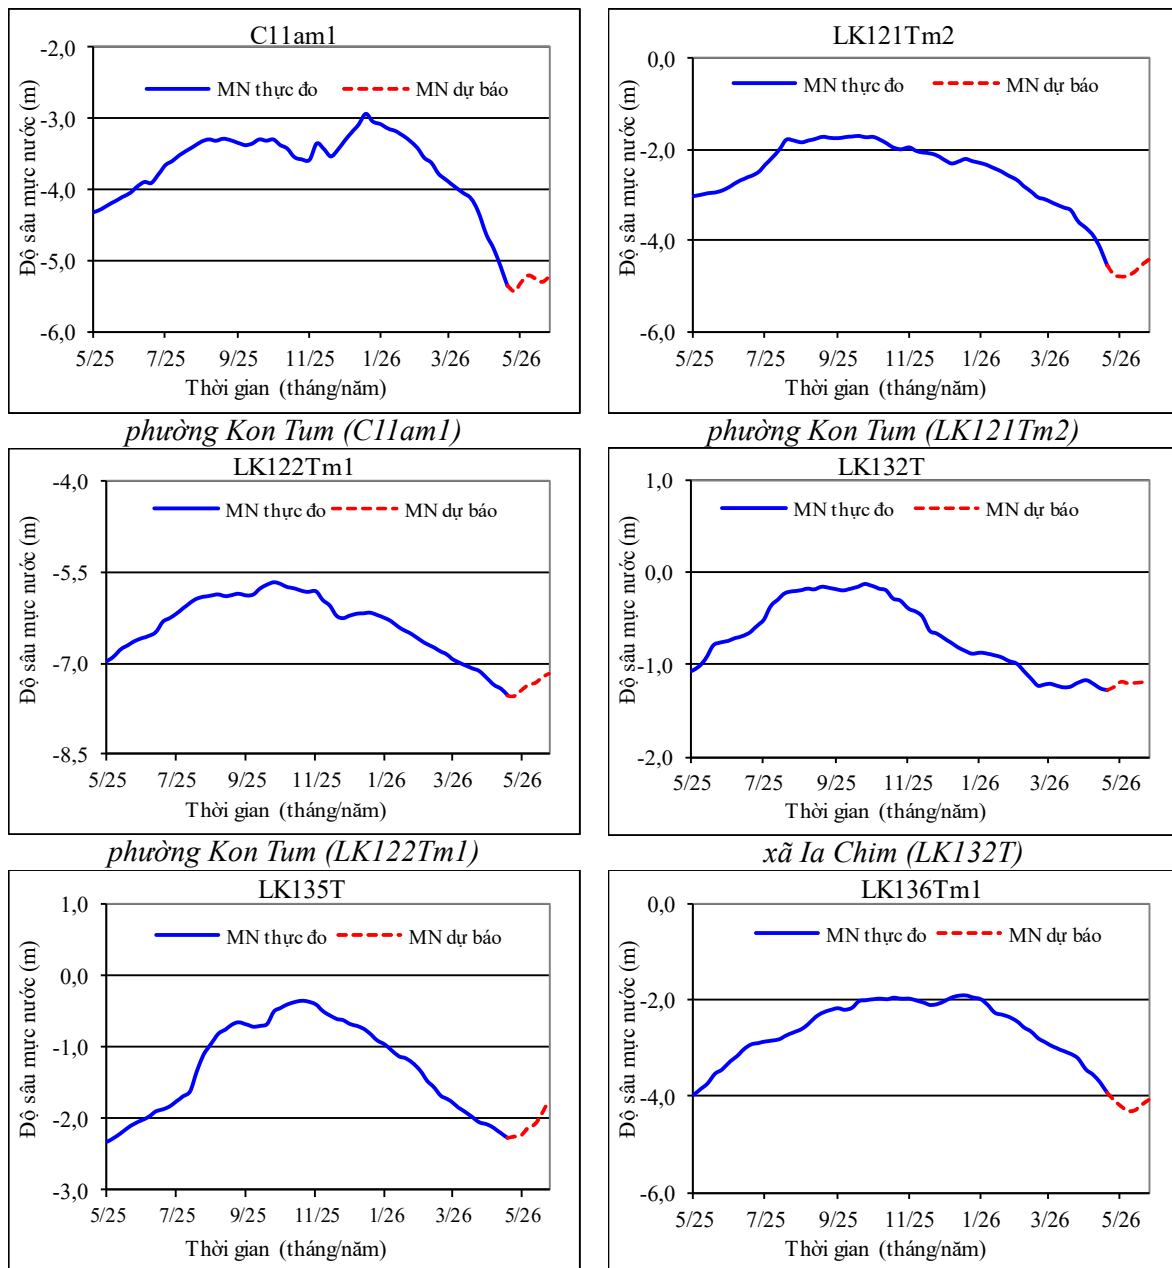 C11am1
-2,0
-3,0
-4,0
-5,0
-6,0
Độ sâu mực nước (m)
MN thực đo
MN dự báo
5/25 7/25 9/25 11/25 1/26 3/26 5/26
Thời gian (tháng/năm)
phường Kon Tum (C11am1)
LK121Tm2
0,0
-2,0
-4,0
-6,0
Độ sâu mực nước (m)
MN thực đo
MN dự báo
5/25 7/25 9/25 11/25 1/26 3/26 5/26
Thời gian (tháng/năm)
phường Kon Tum (LK121Tm2)
LK122Tm1
-4,0
-5,5
-7,0
-8,5
Độ sâu mực nước (m)
MN thực đo
MN dự báo
5/25 7/25 9/25 11/25 1/26 3/26 5/26
Thời gian (tháng/năm)
phường Kon Tum (LK122Tm1)
LK132T
1,0
0,0
-1,0
-2,0
Độ sâu mực nước (m)
MN thực đo
MN dự báo
5/25 7/25 9/25 11/25 1/26 3/26 5/26
Thời gian (tháng/năm)
xã Ia Chim (LK132T)
LK135T
1,0
0,0
-1,0
-2,0
-3,0
Độ sâu mực nước (m)
MN thực đo
MN dự báo
5/25 7/25 9/25 11/25 1/26 3/26 5/26
Thời gian (tháng/năm)
LK136Tm1
0,0
-2,0
-4,0
-6,0
Độ sâu mực nước (m)
MN thực đo
MN dự báo
5/25 7/25 9/25 11/25 1/26 3/26 5/26
Thời gian (tháng/năm)